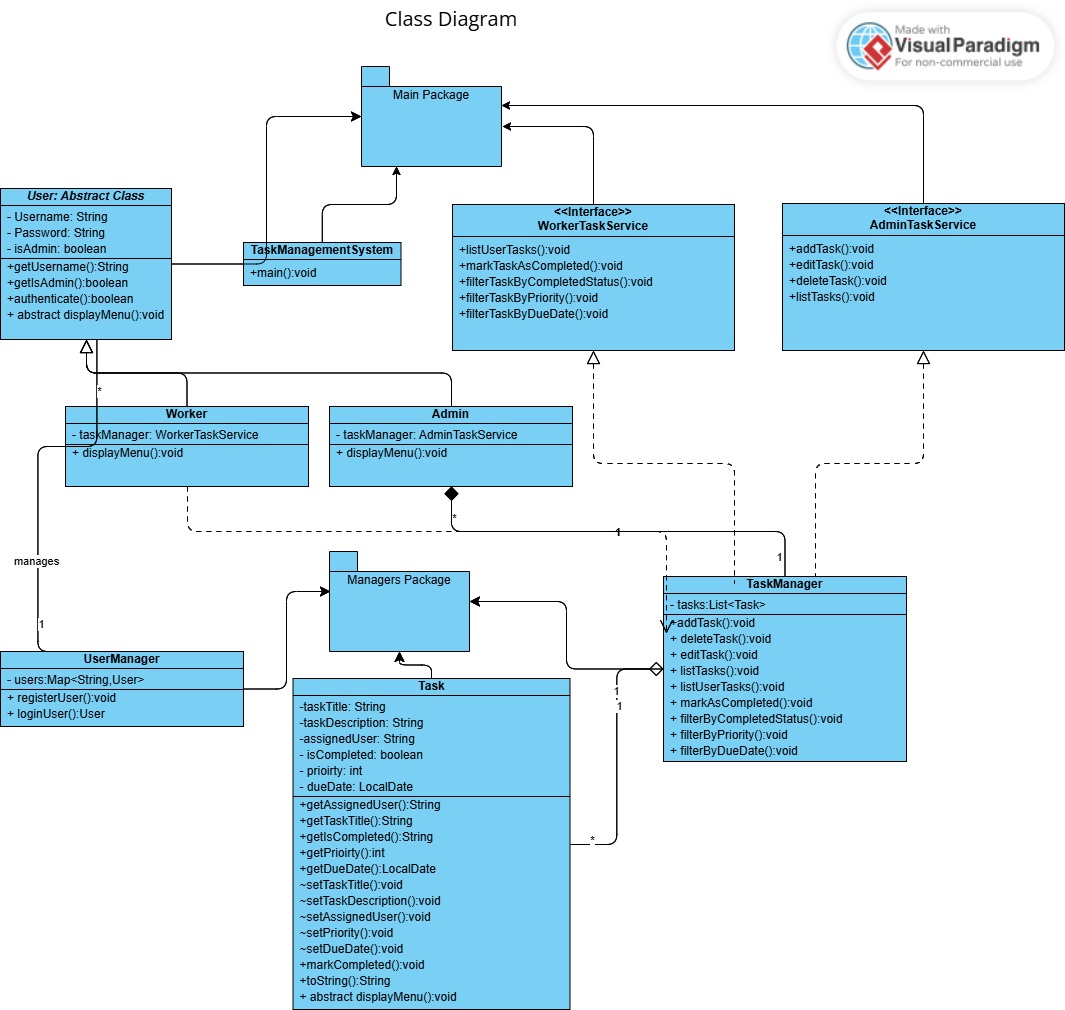 Class Diagram
Made with
Visual Paradigm
For non-commercial use
Main Package
User: Abstract Class
- Username: String
- Password: String
- isAdmin: boolean
+getUsername():String
+getIsAdmin():boolean
+authenticate():boolean
+ abstract displayMenu():void
TaskManagementSystem
+main():void
<<Interface>>
WorkerTaskService
+listUserTasks():void
+markTaskAsCompleted():void
+filterTaskByCompletedStatus():void
+filterTaskByPriority():void
+filterTaskByDueDate():void
<<Interface>>
AdminTaskService
+addTask():void
+editTask():void
+deleteTask():void
+listTasks():void
*
Worker
- taskManager: WorkerTaskService
+ displayMenu():void
Admin
- taskManager: AdminTaskService
+ displayMenu():void
*
1
1
manages
1
Managers Package
TaskManager
- tasks:List<Task>
+addTask():void
+ deleteTask():void
+ editTask():void
+ listTasks():void
+ listUserTasks():void
+ markAsCompleted():void
+ filterByCompletedStatus():void
+ filterByPriority():void
+ filterByDueDate():void
UserManager
- users:Map<String,User>
+ registerUser():void
+ loginUser():User
Task
-taskTitle: String
-taskDescription: String
-assignedUser: String
- isCompleted: boolean
- prioirty: int
- dueDate: LocalDate
+getAssignedUser():String
+getTaskTitle():String
+getIsCompleted():String
+getPrioirty():int
+getDueDate():LocalDate
~setTaskTitle():void
~setTaskDescription():void
~setAssignedUser():void
~setPriority():void
~setDueDate():void
+markCompleted():void
+toString():String
+ abstract displayMenu():void
1
1
*